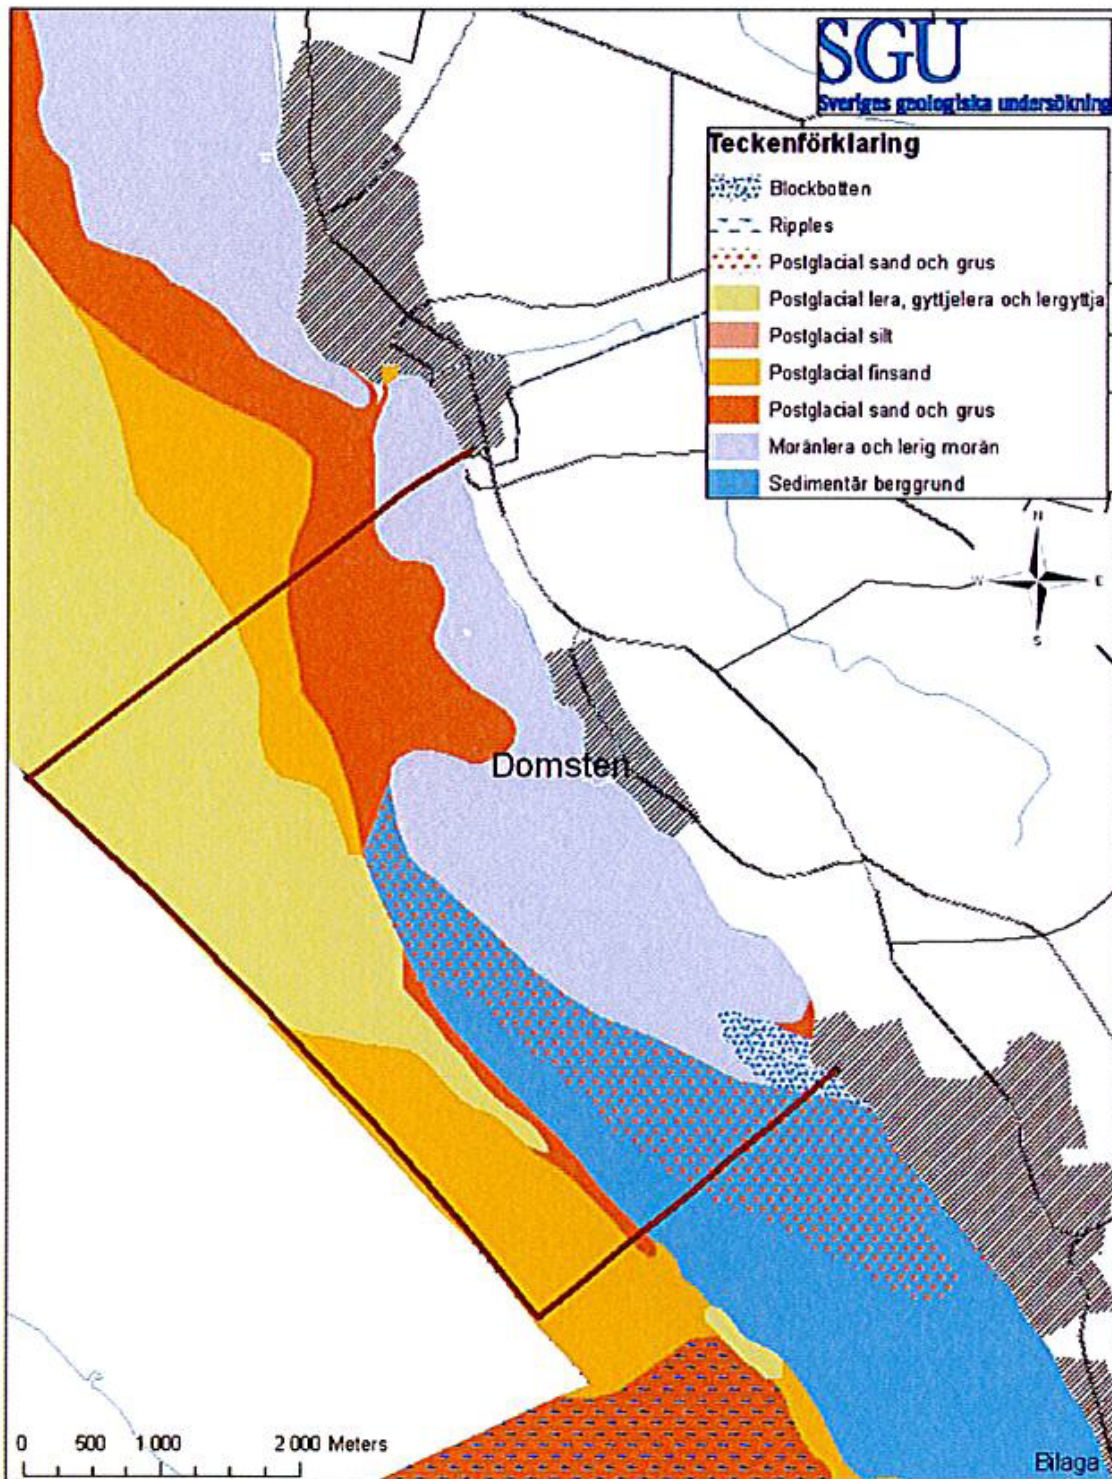 SGU
Sveriges geologiska undersökning
Teckenförklaring
Blockbotten
Ripples
Postglacial sand och grus
Postglacial lera, gyttjelera och lergyttja
Postglacial silt
Postglacial finsand
Postglacial sand och grus
Moränlera och lerig morän
Sedimentär berggrund
N
W E
S
Domsten
0 500 1 000 2 000 Meters
Bilaga